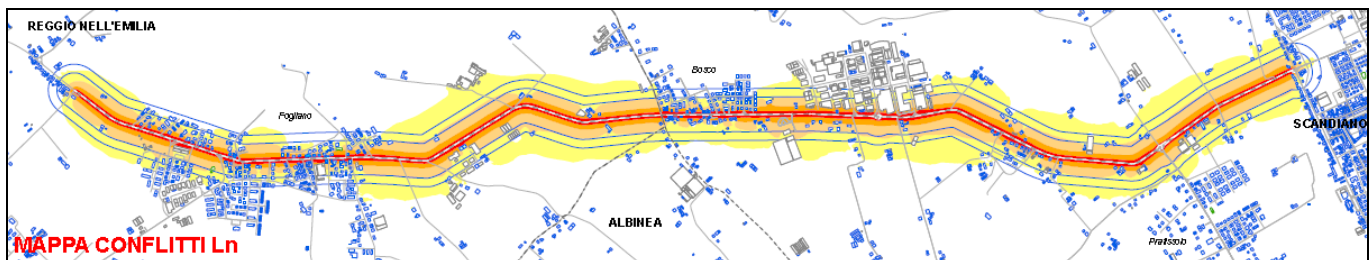 REGGIO NELL'EMILIA
Bosco
Fogliano
SCANDIANO
ALBINEA
Pratissolo
MAPPA CONFLITTI Ln